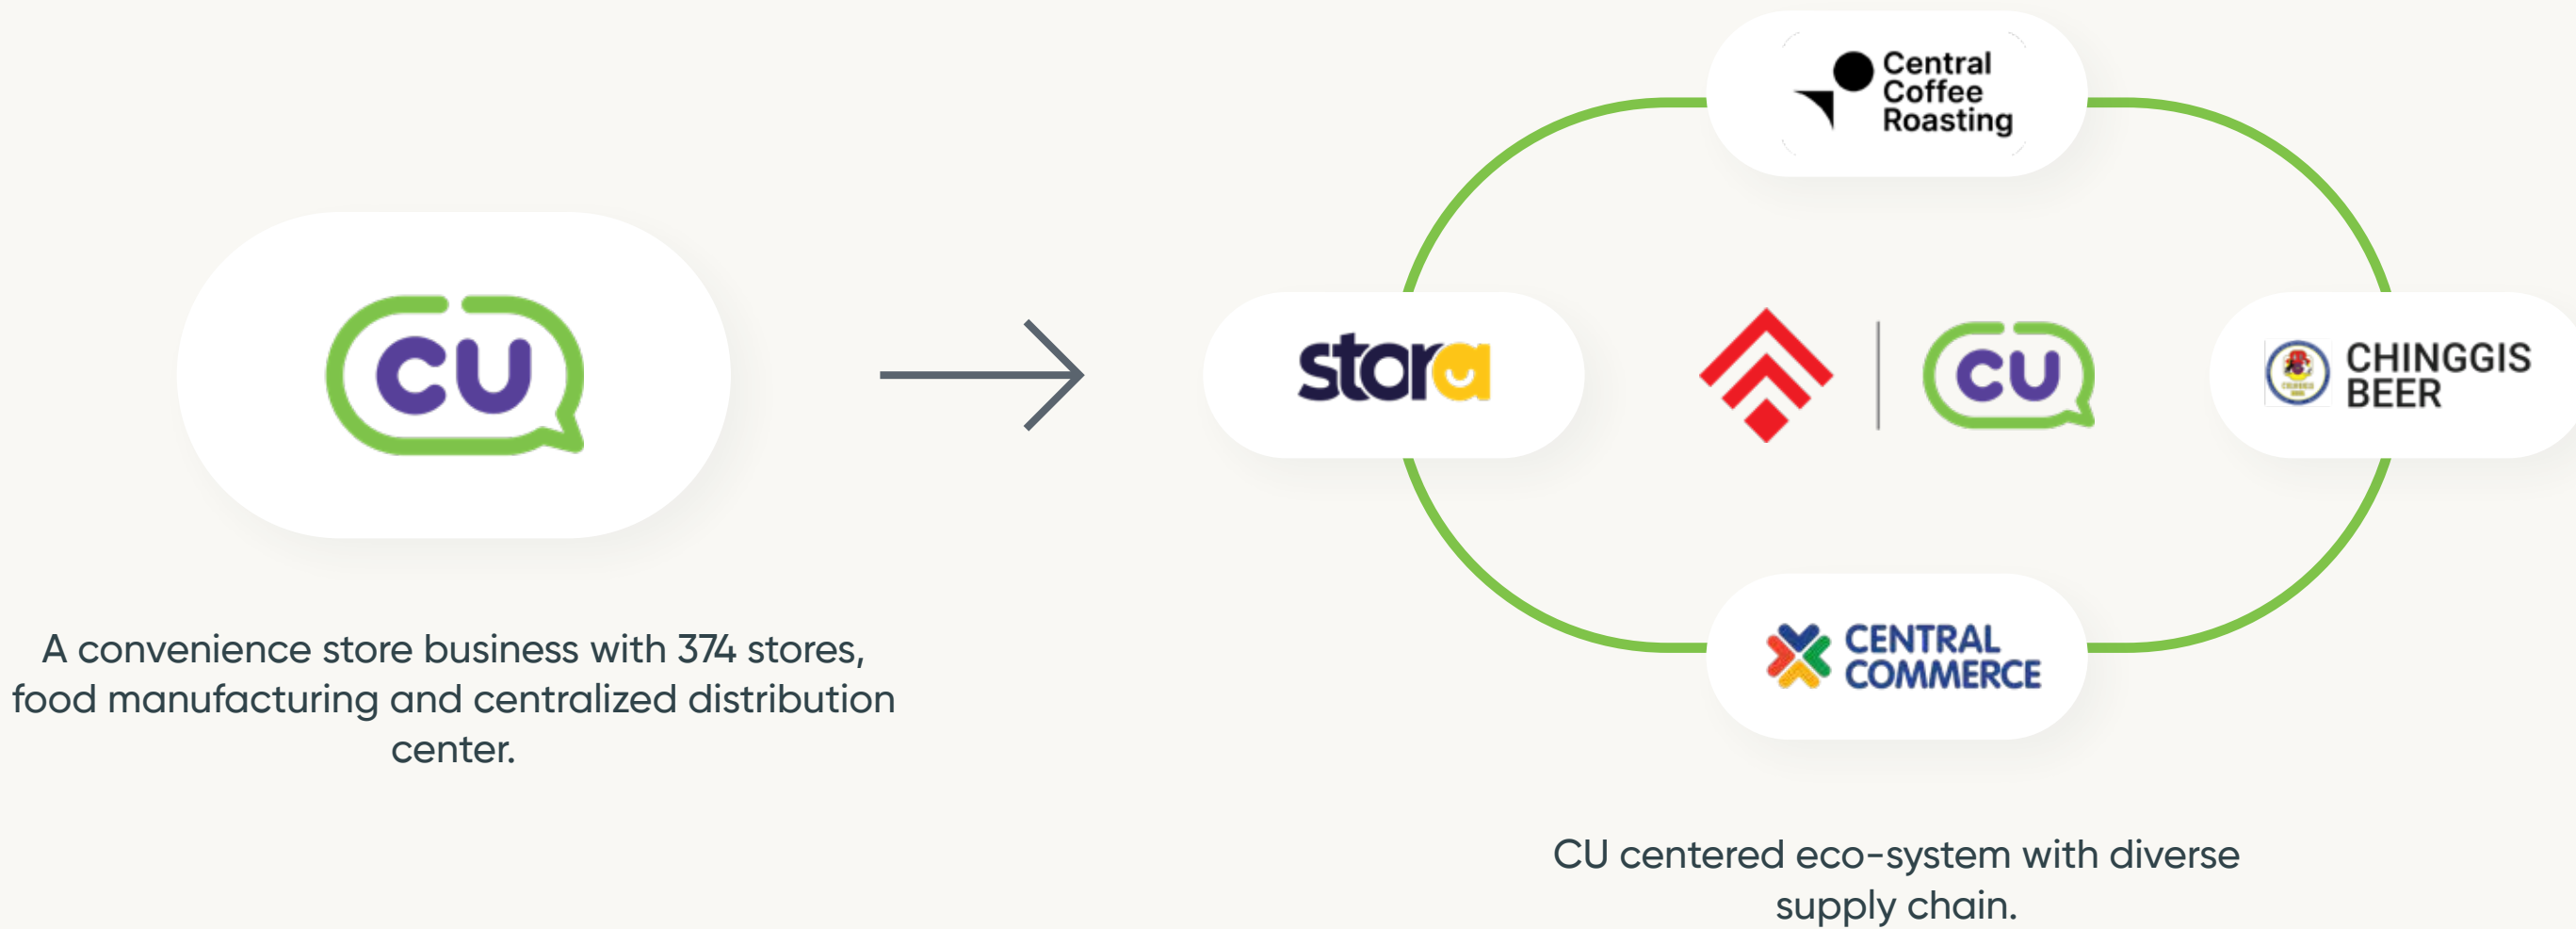 CU
A convenience store business with 374 stores,
food manufacturing and centralized distribution
center.
Central
Coffee
Roasting
stora
CU
CHINGGIS
BEER
CENTRAL
COMMERCE
CU centered eco-system with diverse
supply chain.